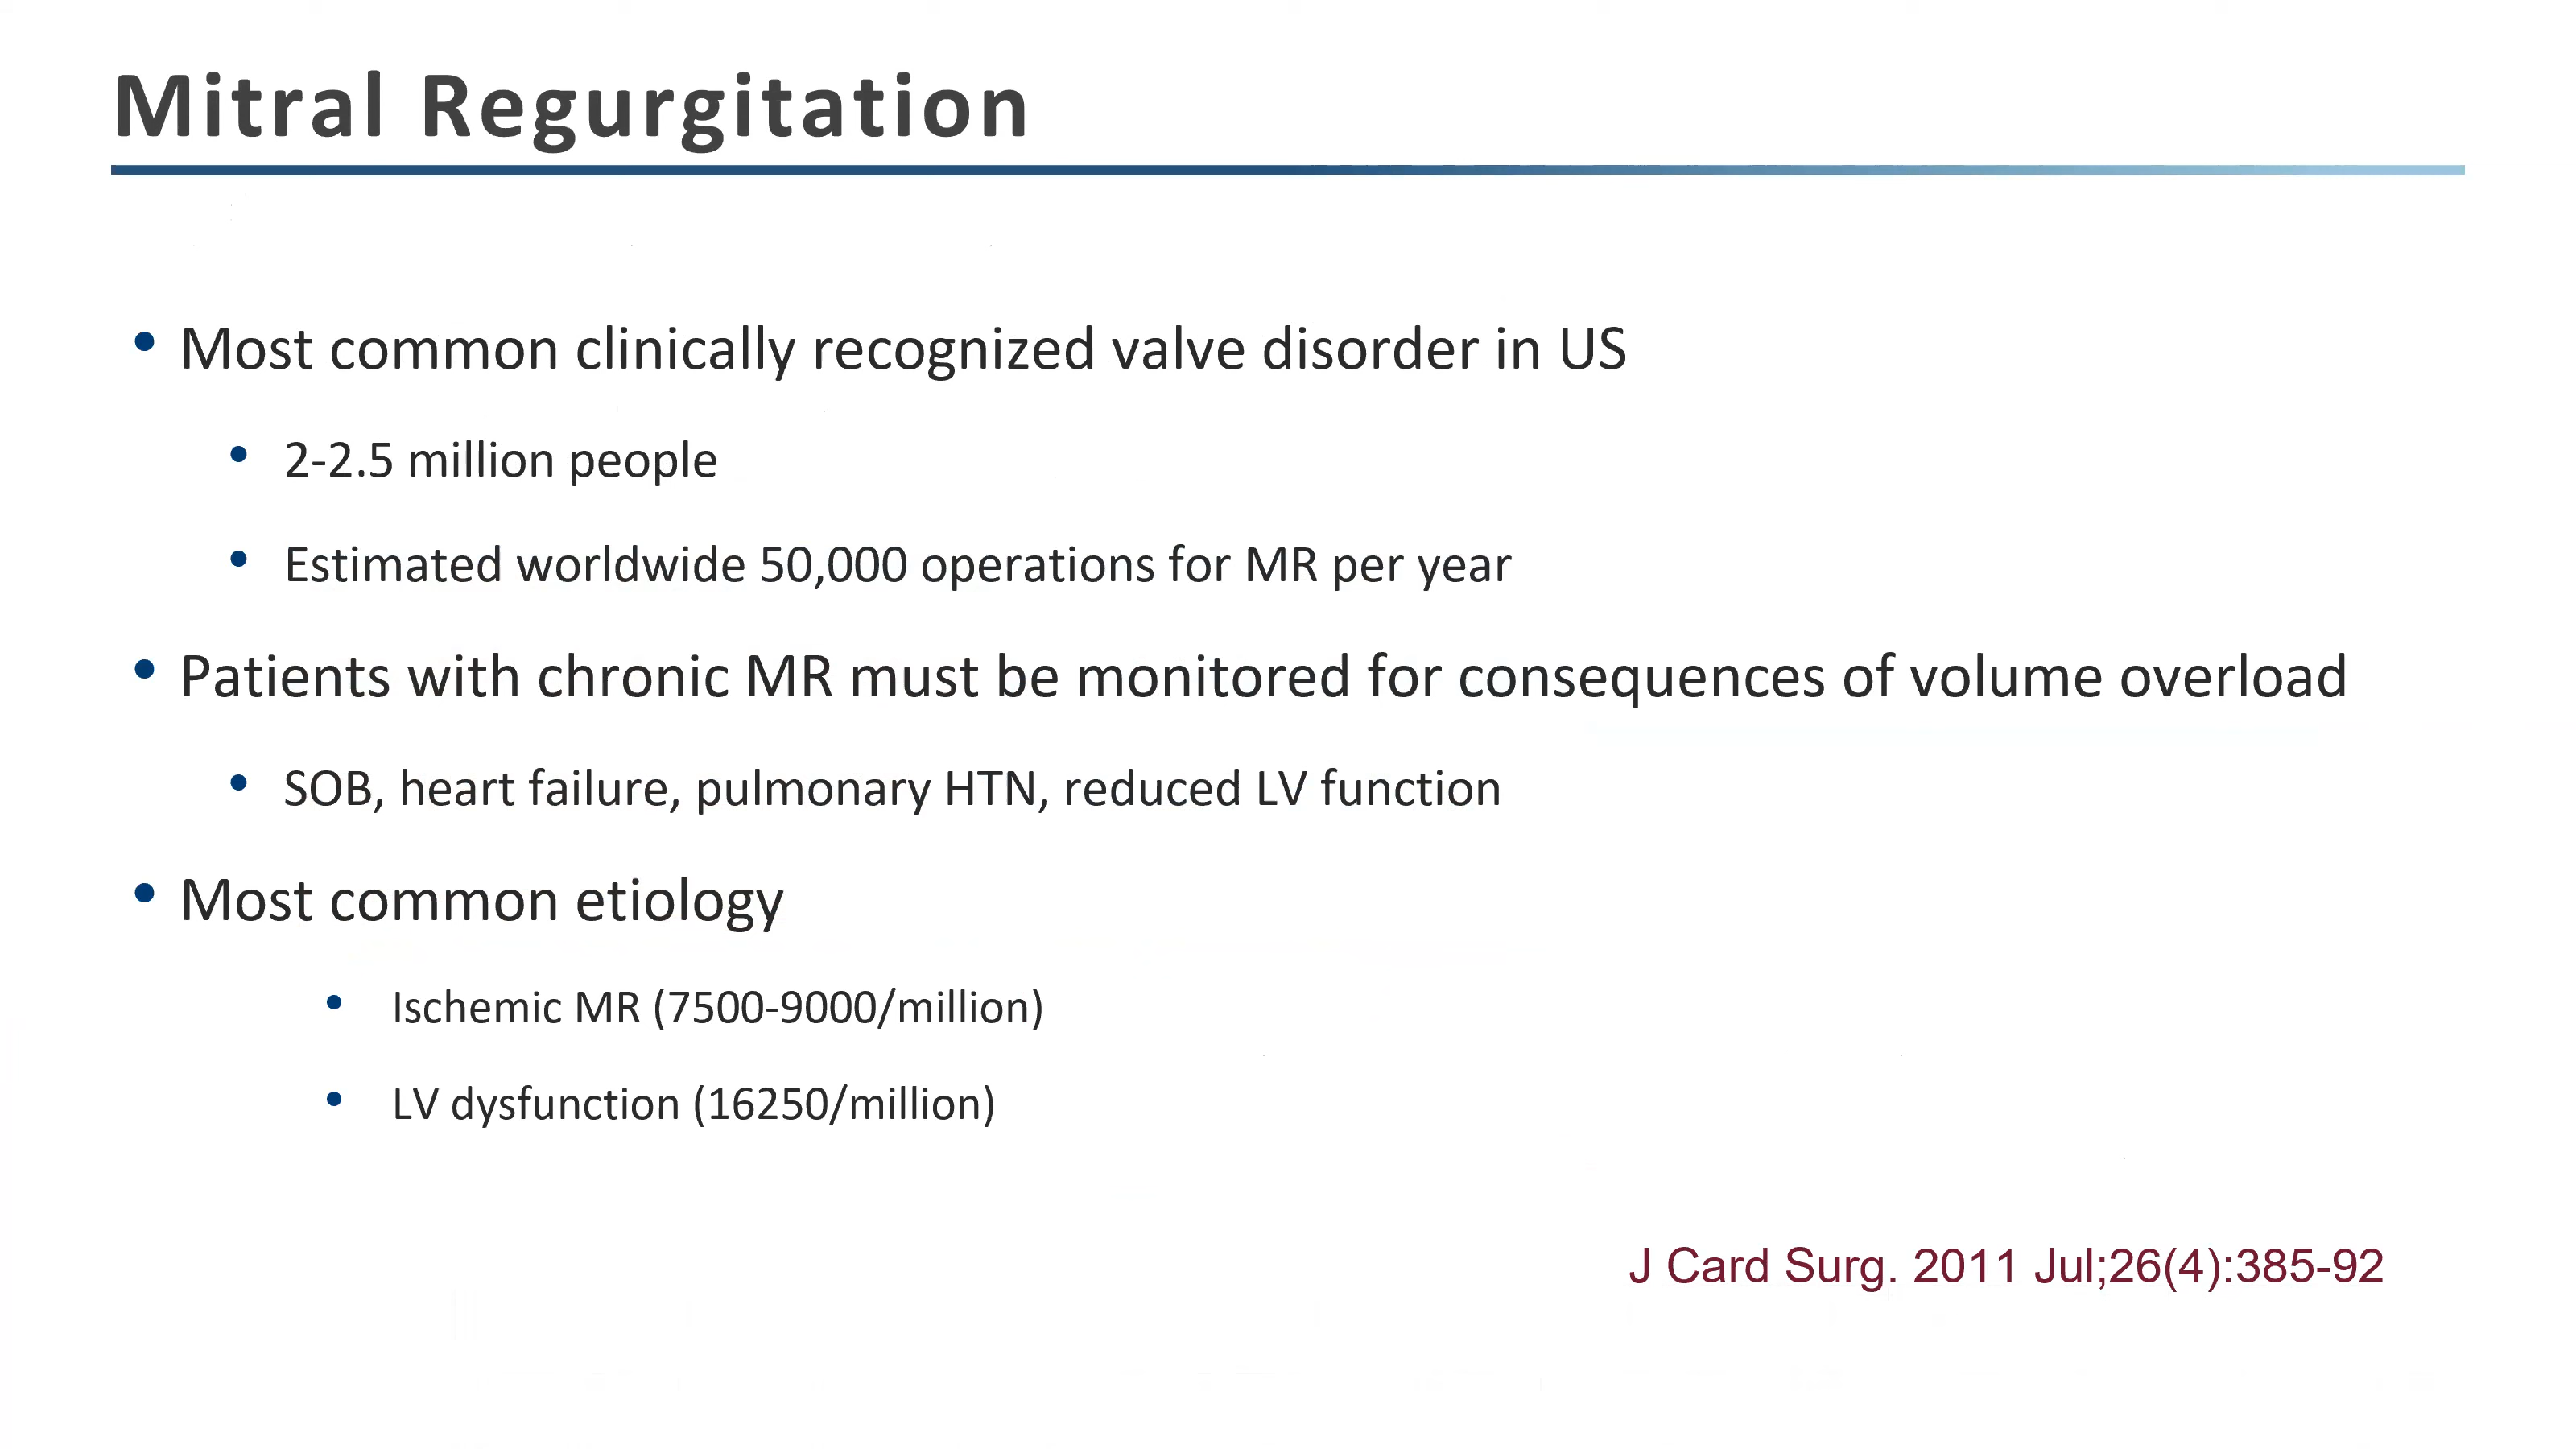 Mitral Regurgitation
• Most common clinically recognized valve disorder in US
• 2-2.5 million people
• Estimated worldwide 50,000 operations for MR per year
• Patients with chronic MR must be monitored for consequences of volume overload
• SOB, heart failure, pulmonary HTN, reduced LV function
• Most common etiology
• Ischemic MR (7500-9000/million)
• LV dysfunction (16250/million)
J Card Surg. 2011 Jul;26(4):385-92